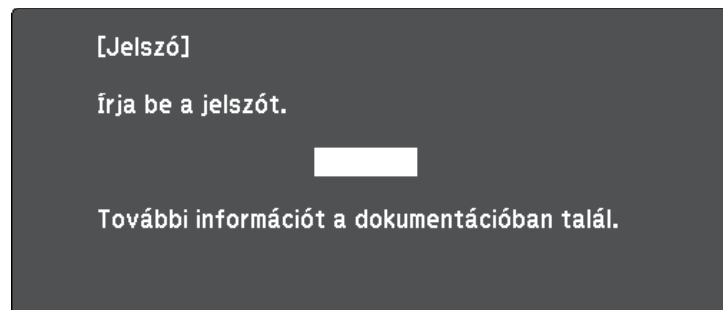 [Jelszó]
Írja be a jelszót.
További információt a dokumentációban talál.